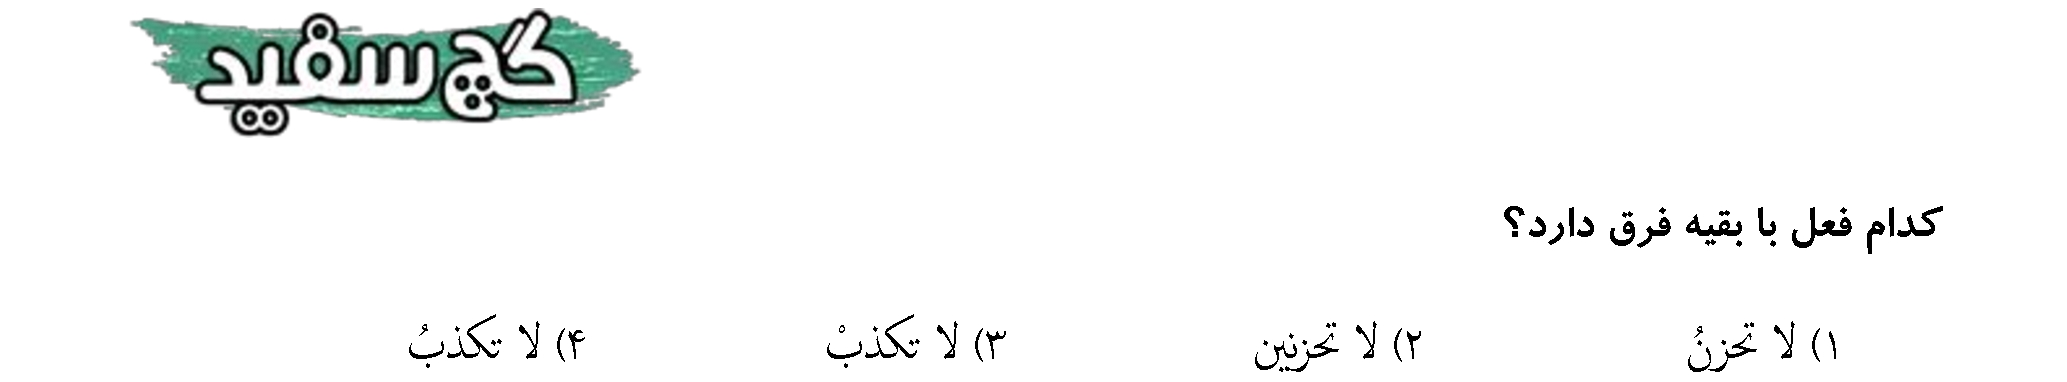 گچ سفید
کدام فعل با بقیه فرق دارد؟
۱) لا تحزنُ ۲) لا تحزنین ۳) لا تکذبْ ۴) لا تکذبُ